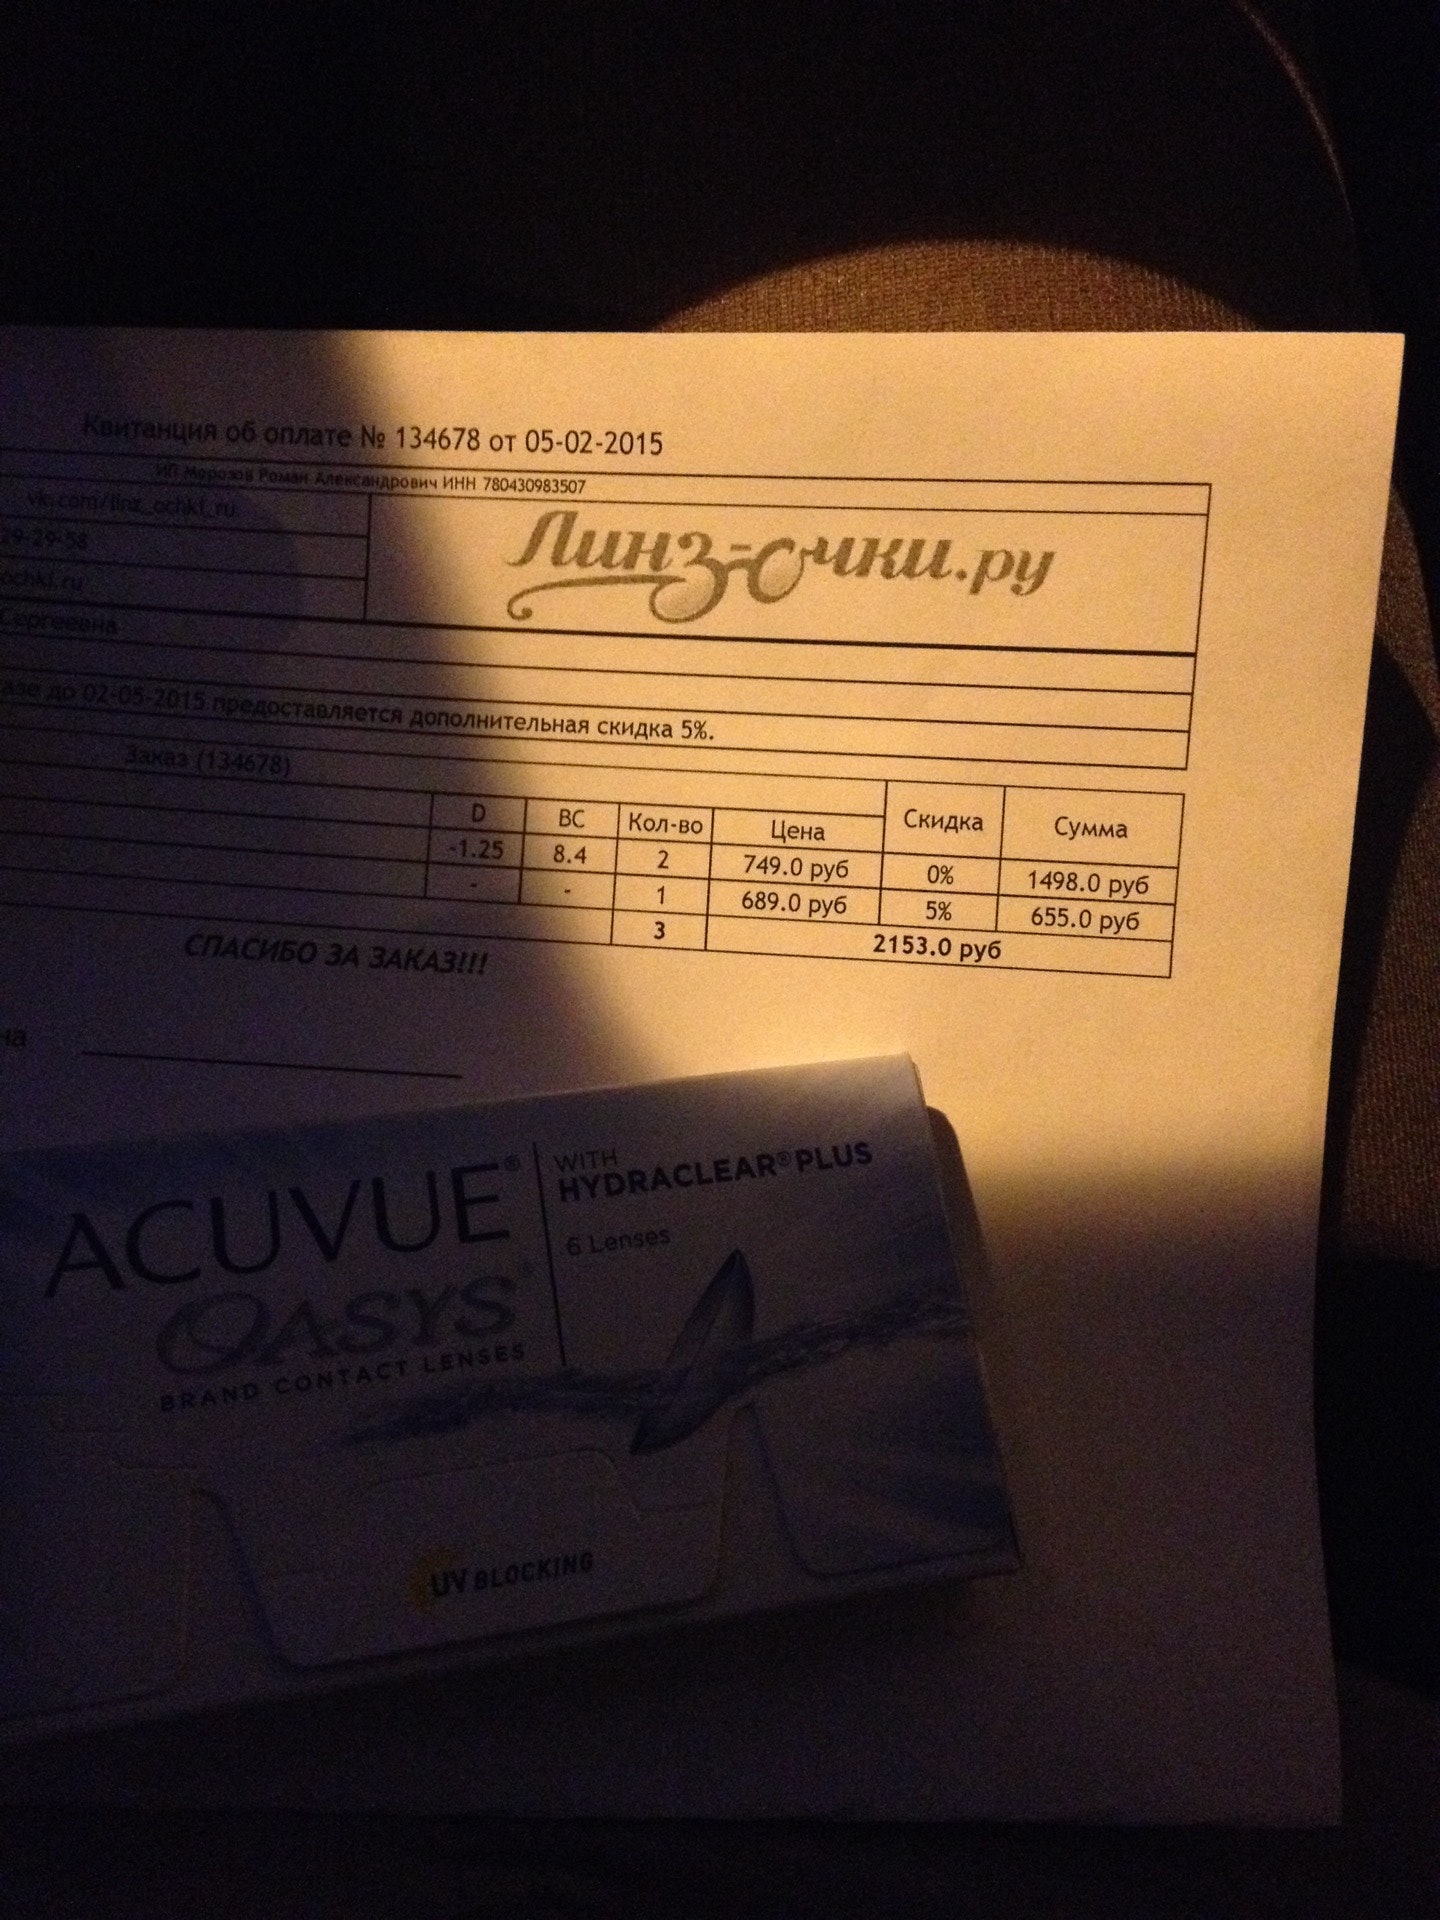 Квитанция об оплате № 134678 от 05-02-2015
ИП Морозов Роман Александрович ИНН 780430983507
vk.com/linz_ochki_ru
29-29-58
ochki.ru
Линз-очки.ру
Сергеевна
до 02-05-2015 предоставляется дополнительная скидка 5%.
Заказ (134678)
D BC Кол-во Цена Скидка Сумма
-1.25 8.4 2 749.0 руб 0% 1498.0 руб
- - 1 689.0 руб 5% 655.0 руб
3 2153.0 руб
СПАСИБО ЗА ЗАКАЗ!!!
ACUVUE®
OASYS®
BRAND CONTACT LENSES
WITH
HYDRACLEAR® PLUS
6 Lenses
UV BLOCKING